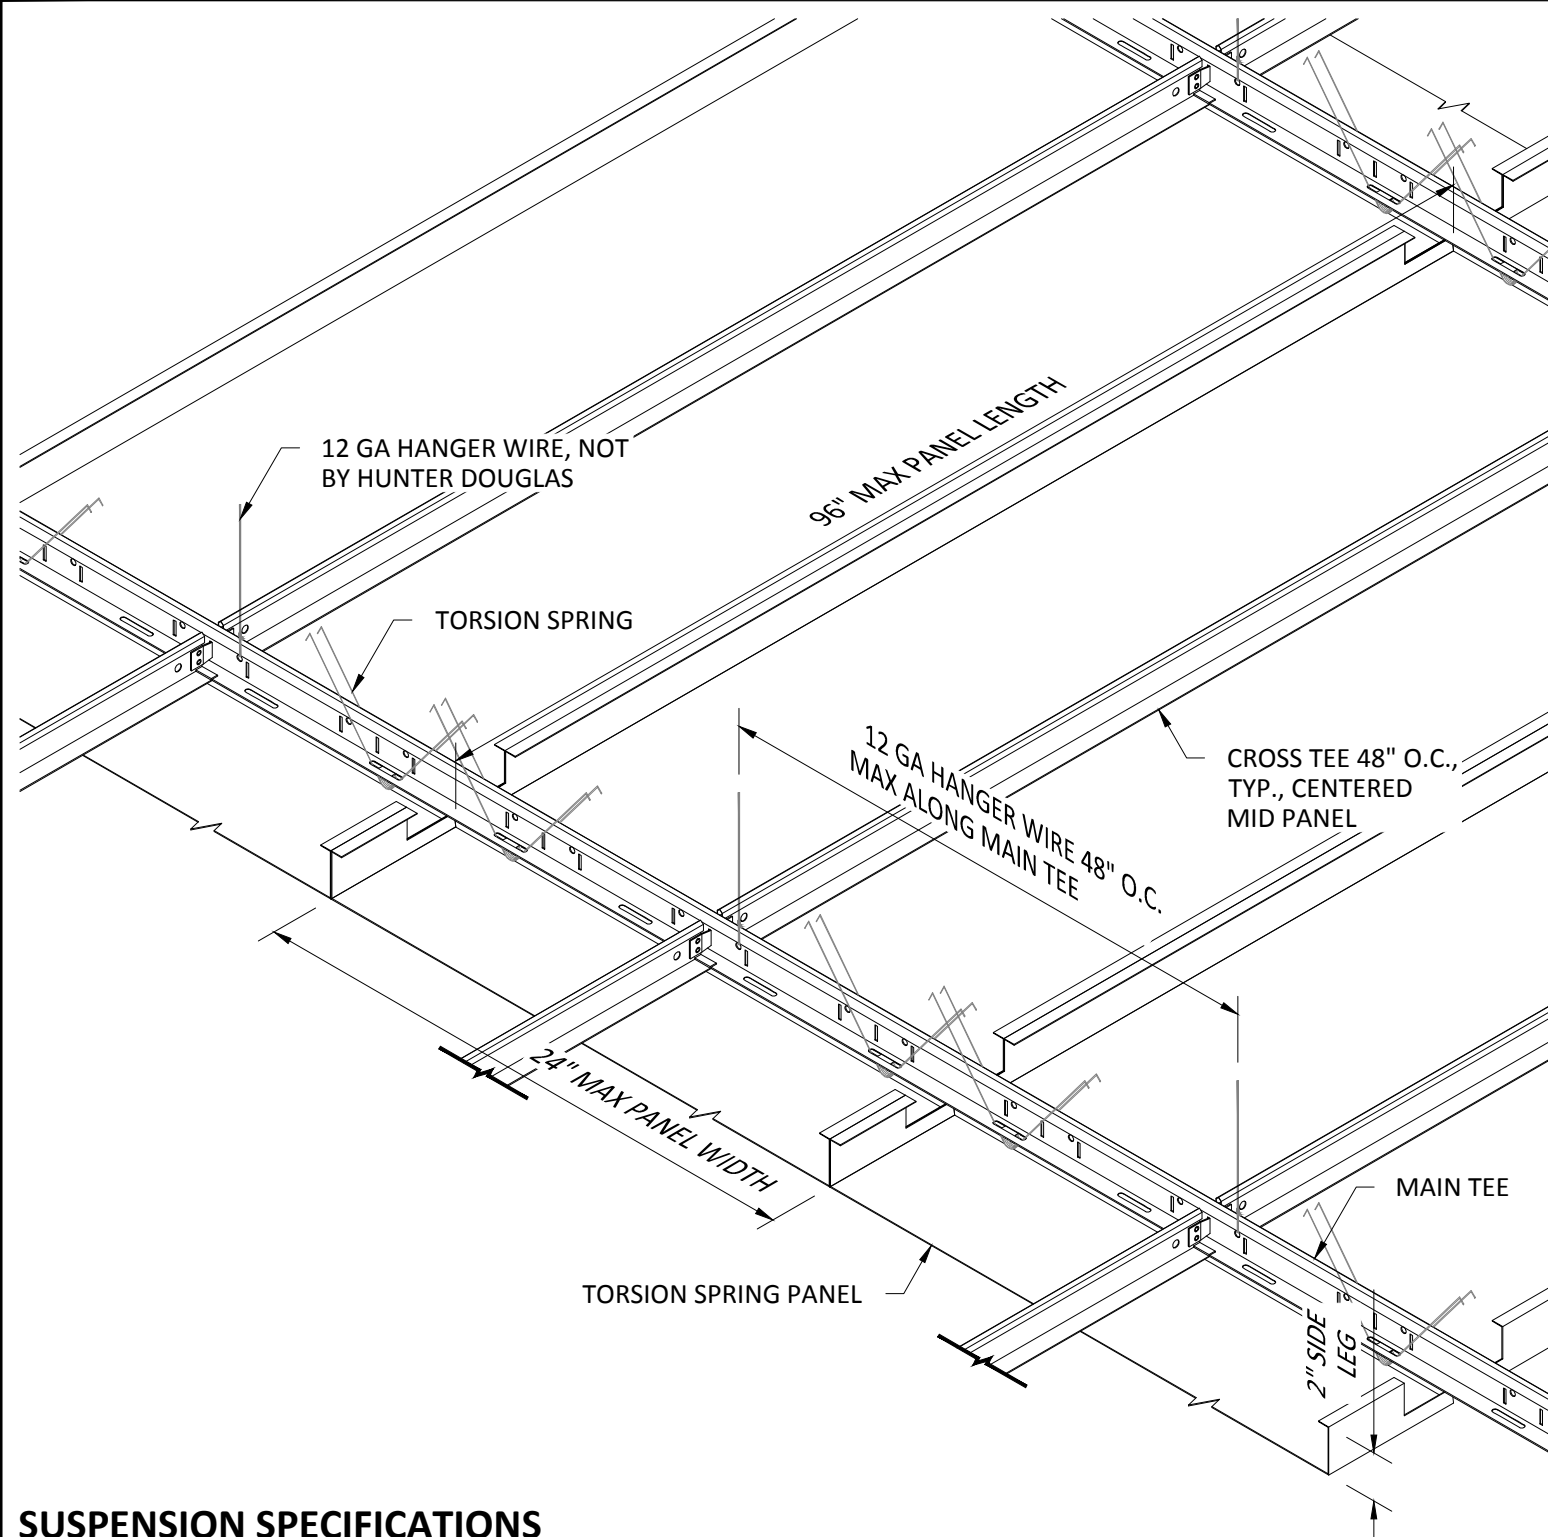 96" MAX PANEL LENGTH
12 GA HANGER WIRE, NOT
BY HUNTER DOUGLAS
TORSION SPRING
12 GA HANGER WIRE 48" O.C.
MAX ALONG MAIN TEE
CROSS TEE 48" O.C.,
TYP., CENTERED
MID PANEL
24" MAX PANEL WIDTH
MAIN TEE
TORSION SPRING PANEL
2" SIDE
LEG
SUSPENSION SPECIFICATIONS